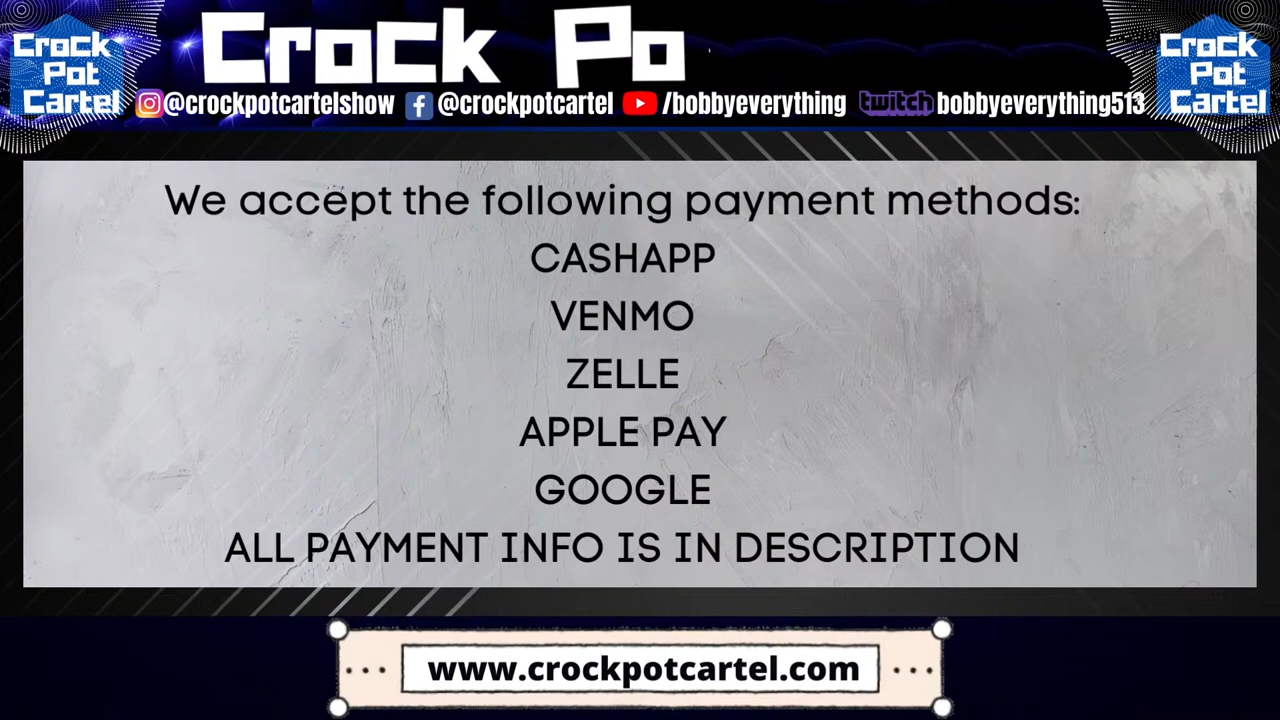 Crock Po
Crock
Pot
Cartel
@crockpotcartelshow @crockpotcartel /bobbyeverything twitch bobbyeverything513
Crock
Pot
Cartel
We accept the following payment methods:
CASHAPP
VENMO
ZELLE
APPLE PAY
GOOGLE
ALL PAYMENT INFO IS IN DESCRIPTION
www.crockpotcartel.com